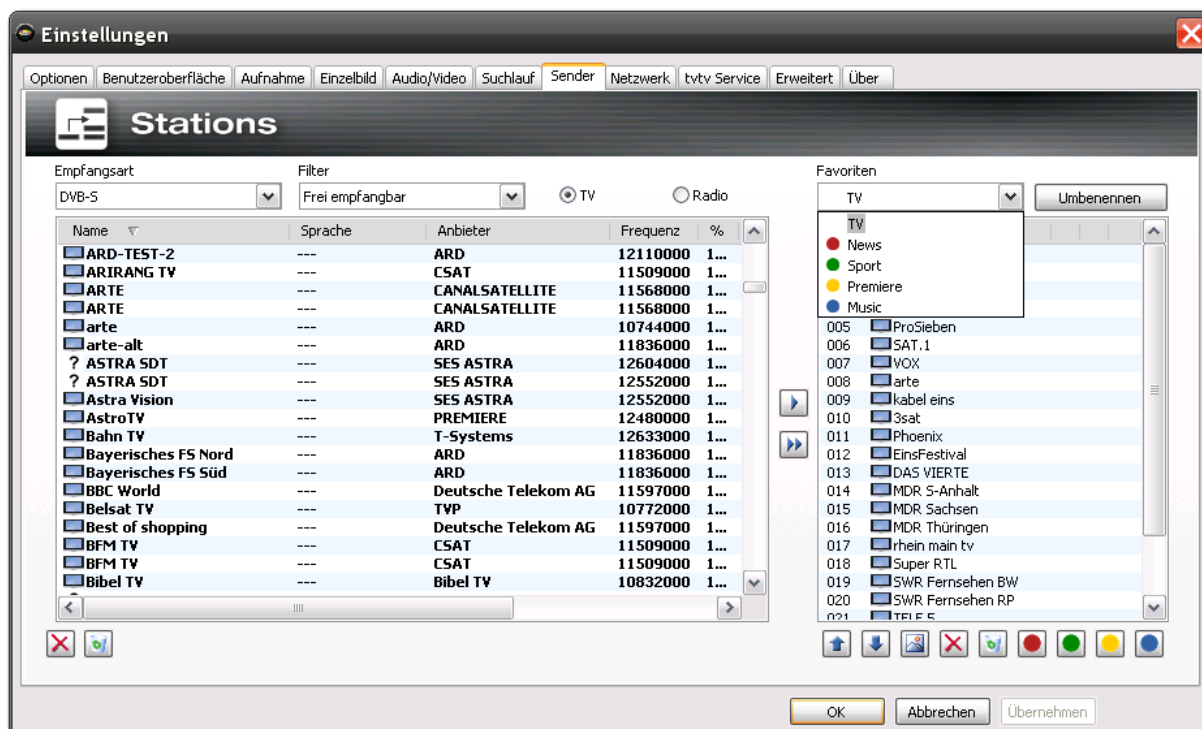 Einstellungen
Optionen Benutzeroberfläche Aufnahme Einzelbild Audio/Video Suchlauf Sender Netzwerk tvtv Service Erweitert Über
Stations
Empfangsart Filter Favoriten
DVB-S Frei empfangbar TV Radio TV Umbenennen
Name Sprache Anbieter Frequenz %
ARD-TEST-2 --- ARD 12110000 1...
ARIRANG TV --- CSAT 11509000 1...
ARTE --- CANALSATELLITE 11568000 1...
ARTE --- CANALSATELLITE 11568000 1...
arte --- ARD 10744000 1...
arte-alt --- ARD 11836000 1...
? ASTRA SDT --- SES ASTRA 12604000 1...
? ASTRA SDT --- SES ASTRA 12552000 1...
Astra Vision --- SES ASTRA 12552000 1...
AstroTV --- PREMIERE 12480000 1...
Bahn TV --- T-Systems 12633000 1...
Bayerisches FS Nord --- ARD 11836000 1...
Bayerisches FS Süd --- ARD 11836000 1...
BBC World --- Deutsche Telekom AG 11597000 1...
Belsat TV --- TVP 10772000 1...
Best of shopping --- Deutsche Telekom AG 11597000 1...
BFM TV --- CSAT 11509000 1...
BFM TV --- CSAT 11509000 1...
Bibel TV --- Bibel TV 10832000 1...
TV
News
Sport
Premiere
Music
005 ProSieben
006 SAT.1
007 VOX
008 arte
009 kabel eins
010 3sat
011 Phoenix
012 EinsFestival
013 DAS VIERTE
014 MDR S-Anhalt
015 MDR Sachsen
016 MDR Thüringen
017 rhein main tv
018 Super RTL
019 SWR Fernsehen BW
020 SWR Fernsehen RP
021 TELE 5
OK Abbrechen Übernehmen